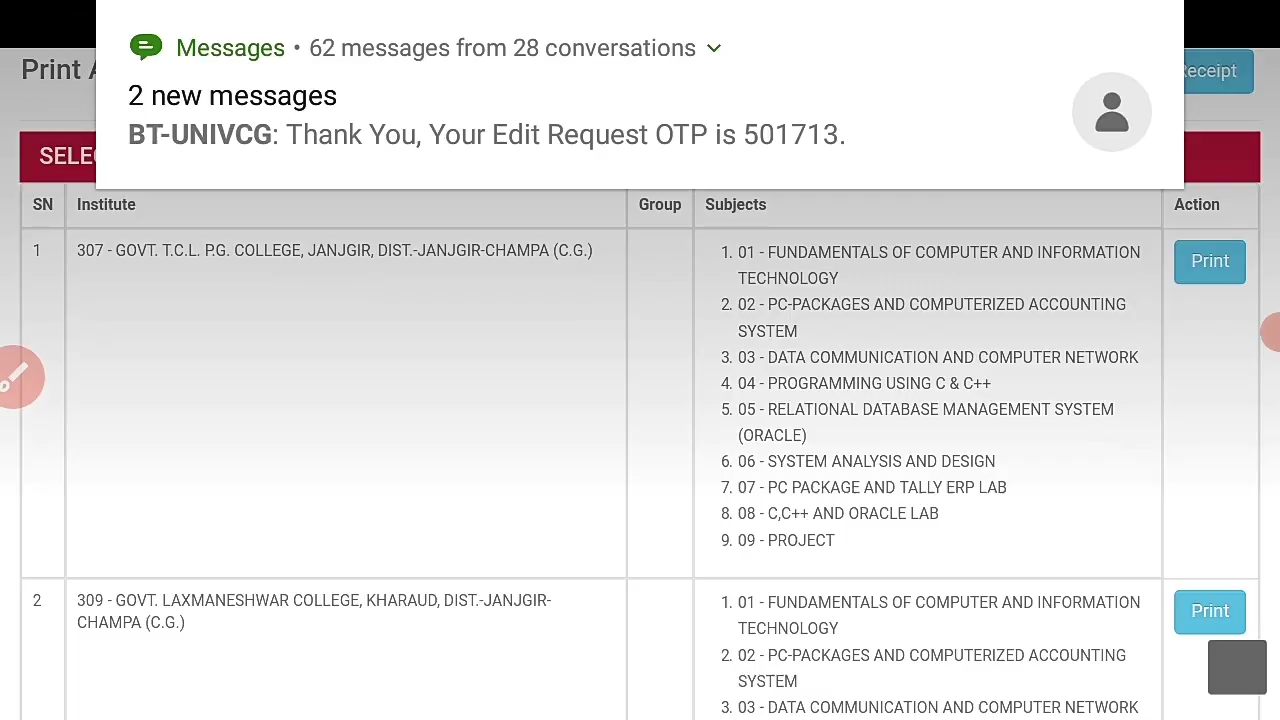 Messages • 62 messages from 28 conversations
2 new messages
BT-UNIVCG: Thank You, Your Edit Request OTP is 501713.
Print
Receipt
SELEC
SN Institute Group Subjects Action
1 307 - GOVT. T.C.L. P.G. COLLEGE, JANJGIR, DIST.-JANJGIR-CHAMPA (C.G.)
1. 01 - FUNDAMENTALS OF COMPUTER AND INFORMATION
TECHNOLOGY
2. 02 - PC-PACKAGES AND COMPUTERIZED ACCOUNTING
SYSTEM
3. 03 - DATA COMMUNICATION AND COMPUTER NETWORK
4. 04 - PROGRAMMING USING C & C++
5. 05 - RELATIONAL DATABASE MANAGEMENT SYSTEM
(ORACLE)
6. 06 - SYSTEM ANALYSIS AND DESIGN
7. 07 - PC PACKAGE AND TALLY ERP LAB
8. 08 - C,C++ AND ORACLE LAB
9. 09 - PROJECT
Print
2 309 - GOVT. LAXMANESHWAR COLLEGE, KHARAUD, DIST.-JANJGIR-
CHAMPA (C.G.)
1. 01 - FUNDAMENTALS OF COMPUTER AND INFORMATION
TECHNOLOGY
2. 02 - PC-PACKAGES AND COMPUTERIZED ACCOUNTING
SYSTEM
3. 03 - DATA COMMUNICATION AND COMPUTER NETWORK
Print